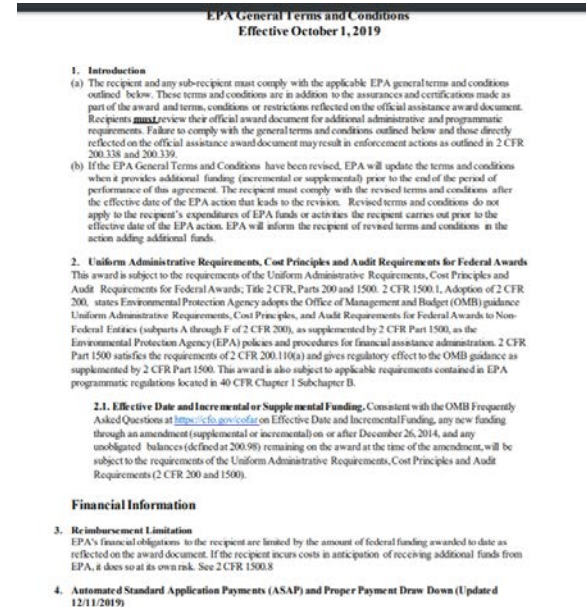 EPA General Terms and Conditions
Effective October 1, 2019
1. Introduction
(a) The recipient and any sub-recipient must comply with the applicable EPA general terms and conditions
outlined below. These terms and conditions are in addition to the assurances and certifications made as
part of the award and terms, conditions or restrictions reflected on the official assistance award document.
Recipients must review their official award document for additional administrative and programmatic
requirements. Failure to comply with the general terms and conditions outlined below and those directly
reflected on the official assistance award document may result in enforcement actions as outlined in 2 CFR
200.338 and 200.339.
(b) If the EPA General Terms and Conditions have been revised, EPA will update the terms and conditions
when it provides additional funding (incremental or supplemental) prior to the end of the period of
performance of this agreement. The recipient must comply with the revised terms and conditions after
the effective date of the EPA action that leads to the revision. Revised terms and conditions do not
apply to the recipient's expenditures of EPA funds or activities the recipient carries out prior to the
effective date of the EPA action. EPA will inform the recipient of revised terms and conditions in the
action adding additional funds.
2. Uniform Administrative Requirements, Cost Principles and Audit Requirements for Federal Awards
This award is subject to the requirements of the Uniform Administrative Requirements, Cost Principles and
Audit Requirements for Federal Awards; Title 2 CFR, Parts 200 and 1500. 2 CFR 1500.1, Adoption of 2 CFR
200, states Environmental Protection Agency adopts the Office of Management and Budget (OMB) guidance
Uniform Administrative Requirements, Cost Principles, and Audit Requirements for Federal Awards to Non-
Federal Entities (subparts A through F of 2 CFR 200), as supplemented by 2 CFR Part 1500, as the
Environmental Protection Agency (EPA) policies and procedures for financial assistance administration. 2 CFR
Part 1500 satisfies the requirements of 2 CFR 200.110(a) and gives regulatory effect to the OMB guidance as
supplemented by 2 CFR Part 1500. This award is also subject to applicable requirements contained in EPA
programmatic regulations located in 40 CFR Chapter 1 Subchapter B.
2.1. Effective Date and Incremental or Supplemental Funding. Consistent with the OMB Frequently
Asked Questions at https://cfo.gov/cofar on Effective Date and Incremental Funding, any new funding
through an amendment (supplemental or incremental) on or after December 26, 2014, and any
unobligated balances (defined at 200.98) remaining on the award at the time of the amendment, will be
subject to the requirements of the Uniform Administrative Requirements, Cost Principles and Audit
Requirements (2 CFR 200 and 1500).
Financial Information
3. Reimbursement Limitation
EPA's financial obligations to the recipient are limited by the amount of federal funding awarded to date as
reflected on the award document. If the recipient incurs costs in anticipation of receiving additional funds from
EPA, it does so at its own risk. See 2 CFR 1500.8
4. Automated Standard Application Payments (ASAP) and Proper Payment Draw Down (Updated
12/11/2019)